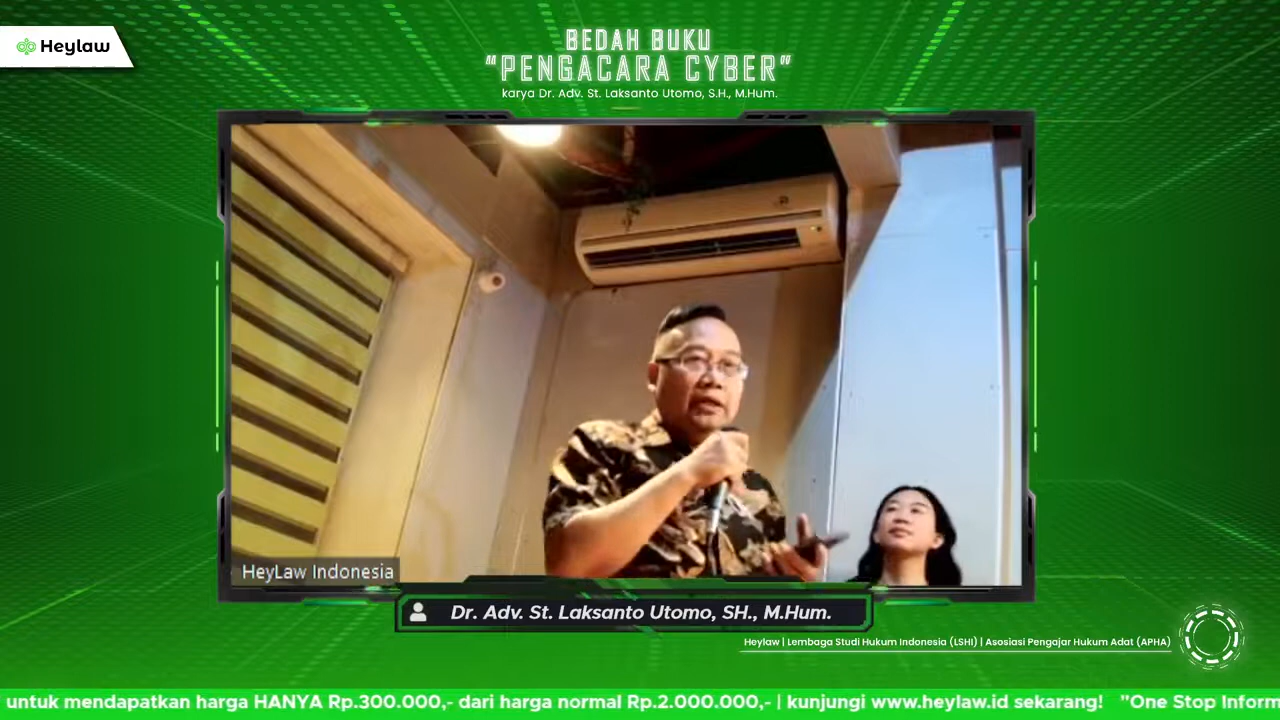 Heylaw
BEDAH BUKU
"PENGACARA CYBER"
karya Dr. Adv. St. Laksanto Utomo, S.H., M.Hum.
HeyLaw Indonesia
Dr. Adv. St. Laksanto Utomo, SH., M.Hum.
Heylaw | Lembaga Studi Hukum Indonesia (LSHI) | Asosiasi Pengajar Hukum Adat (APHA)
untuk mendapatkan harga HANYA Rp.300.000,- dari harga normal Rp.2.000.000,- | kunjungi www.heylaw.id sekarang! "One Stop Inform